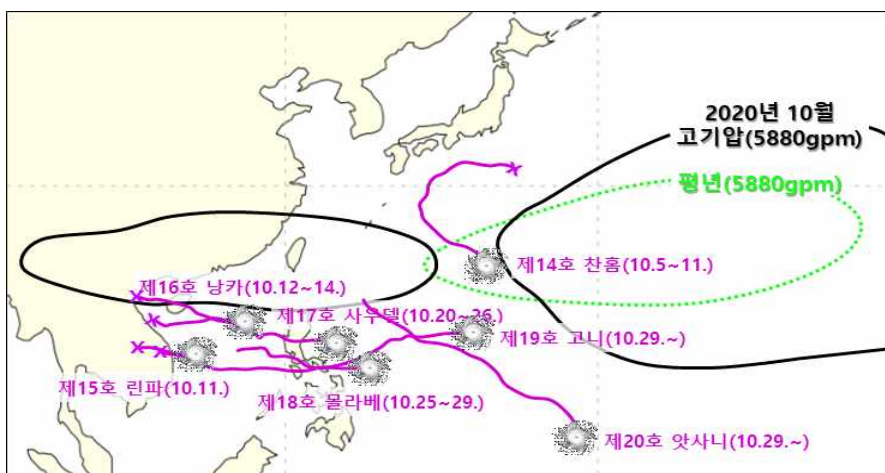 2020년 10월
고기압(5880gpm)
평년(5880gpm)
제14호 찬홈(10.5~11.)
제16호 낭카(10.12~14.)
제17호 사우델(10.20~26.)
제19호 고니(10.29.~)
제15호 린파(10.11.)
제18호 몰라베(10.25~29.)
제20호 앗사니(10.29.~)